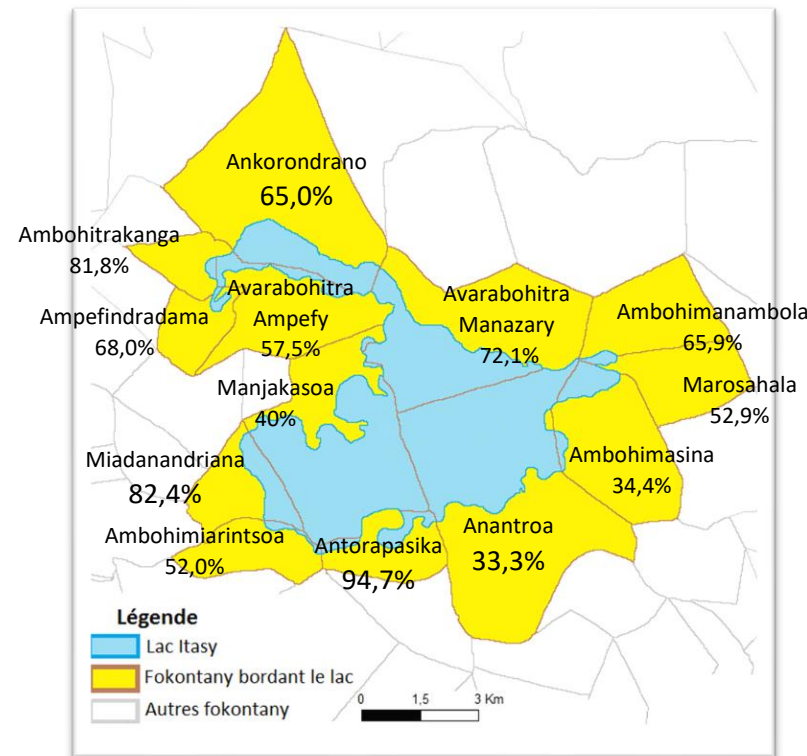 Ankorondrano
65,0%
Ambohitrakanga
81,8%
Avarabohitra
Ampefy
57,5%
Avarabohitra
Manazary
72,1%
Ambohimanambola
65,9%
Ampefindradama
68,0%
Manjakasoa
40%
Marosahala
52,9%
Miadanandriana
82,4%
Ambohimasina
34,4%
Ambohimiarintsoa
52,0%
Antorapasika
94,7%
Anantroa
33,3%
Légende
Lac Itasy
Fokontany bordant le lac
Autres fokontany
0 1,5 3 Km